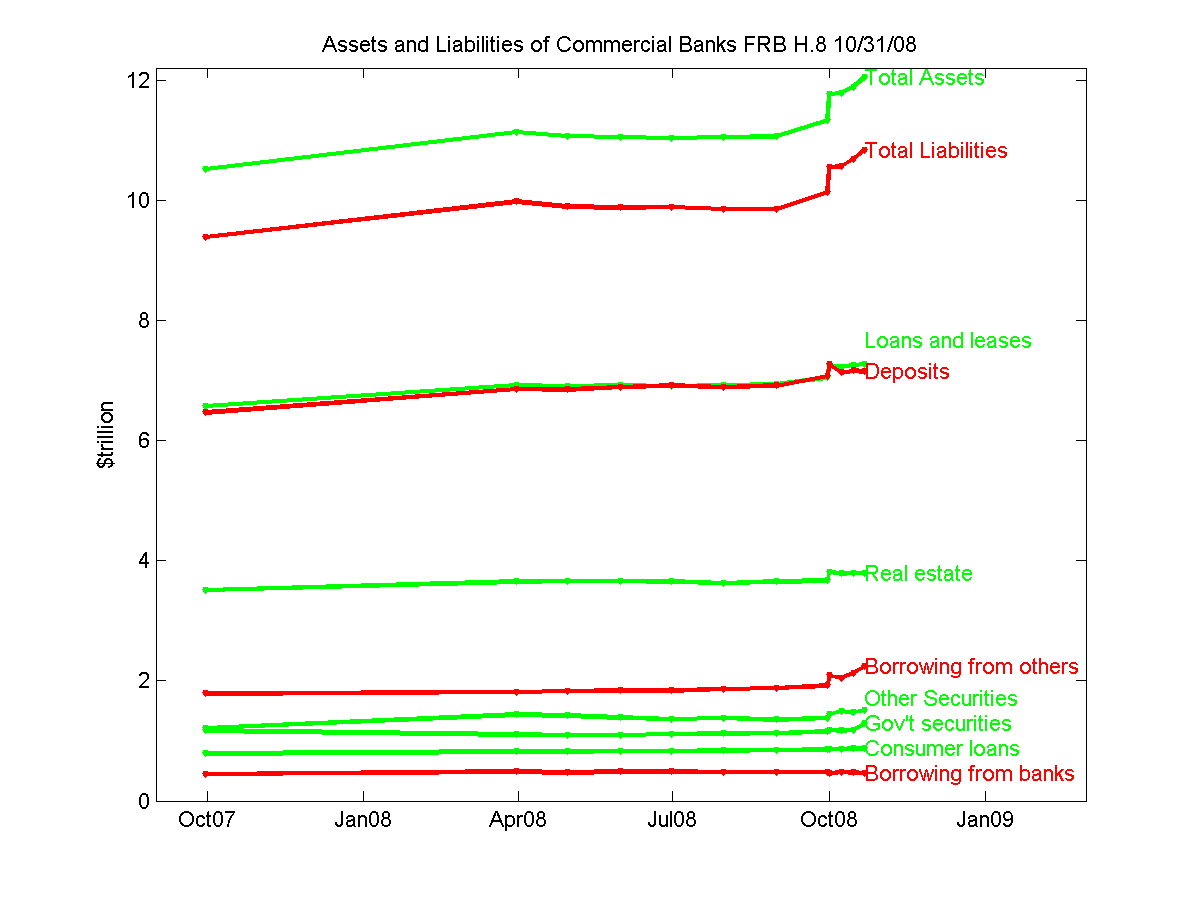 Assets and Liabilities of Commercial Banks FRB H.8 10/31/08
12
Total Assets
Total Liabilities
10
8
Loans and leases
Deposits
$trillion
6
4
Real estate
Borrowing from others
2
Other Securities
Gov't securities
Consumer loans
Borrowing from banks
0
Oct07 Jan08 Apr08 Jul08 Oct08 Jan09